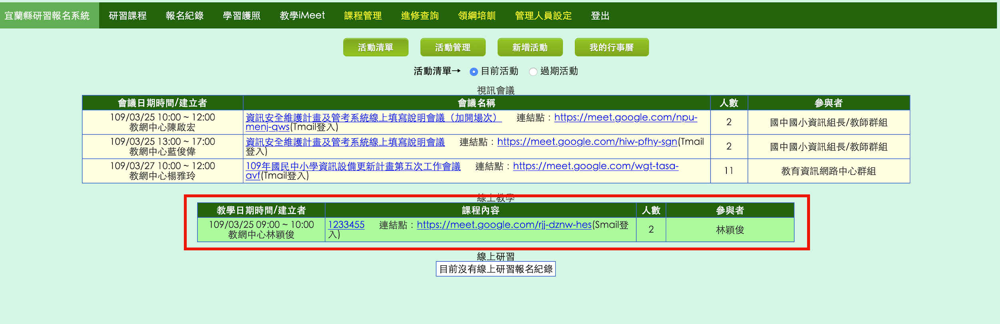 宜蘭縣研習報名系統 研習課程 報名紀錄 學習護照 教學iMeet 課程管理 進修查詢 領綱培訓 管理人員設定 登出
活動清單 活動管理 新增活動 我的行事曆
活動清單→ 目前活動 過期活動
視訊會議
會議日期時間/建立者 會議名稱 人數 參與者
109/03/25 10:00 ~ 12:00
教網中心陳啟宏
資訊安全維護計畫及管考系統線上填寫說明會議（加開場次） 連結點：https://meet.google.com/npu-
menj-qws(Tmail登入)
2
國中國小資訊組長/教師群組
109/03/25 13:00 ~ 17:00
教網中心藍俊偉
資訊安全維護計畫及管考系統線上填寫說明會議 連結點：https://meet.google.com/hiw-pfhy-sgn(Tmail
登入)
2
國中國小資訊組長/教師群組
109/03/27 10:00 ~ 12:00
教網中心楊雅玲
109年國民中小學資訊設備更新計畫第五次工作會議 連結點：https://meet.google.com/wgt-tasa-
avf(Tmail登入)
11
教育資訊網路中心群組
線上教學
教學日期時間/建立者 課程內容 人數 參與者
109/03/25 09:00 ~ 10:00
教網中心林穎俊
1233455 連結點：https://meet.google.com/rjj-dznw-hes(Smail登
入)
2
林穎俊
線上研習
目前沒有線上研習報名紀錄